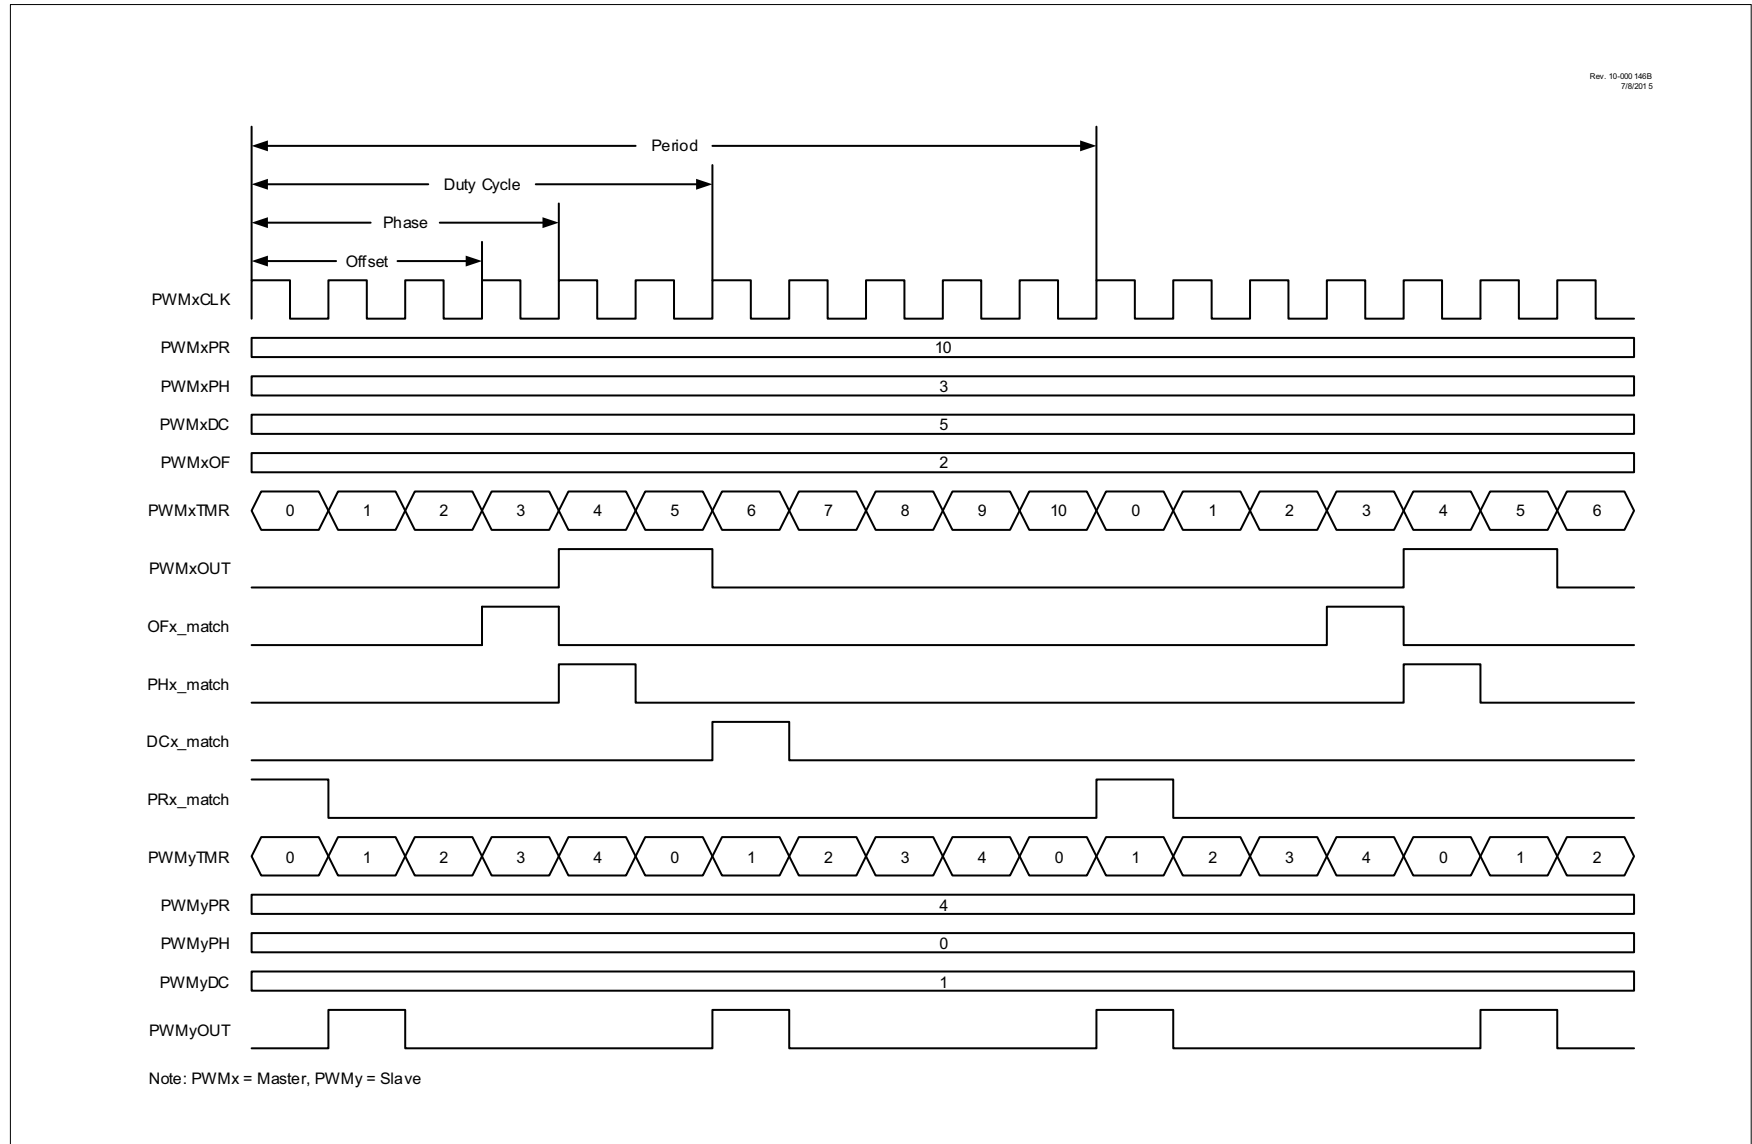 Rev. 10-000 146B
7/8/201 5
Period
Duty Cycle
Phase
Offset
PWMxCLK
PWMxPR 10
PWMxPH 3
PWMxDC 5
PWMxOF 2
PWMxTMR 0 1 2 3 4 5 6 7 8 9 10 0 1 2 3 4 5 6
PWMxOUT
OFx_match
PHx_match
DCx_match
PRx_match
PWMyTMR 0 1 2 3 4 0 1 2 3 4 0 1 2 3 4 0 1 2
PWMyPR 4
PWMyPH 0
PWMyDC 1
PWMyOUT
Note: PWMx = Master, PWMy = Slave